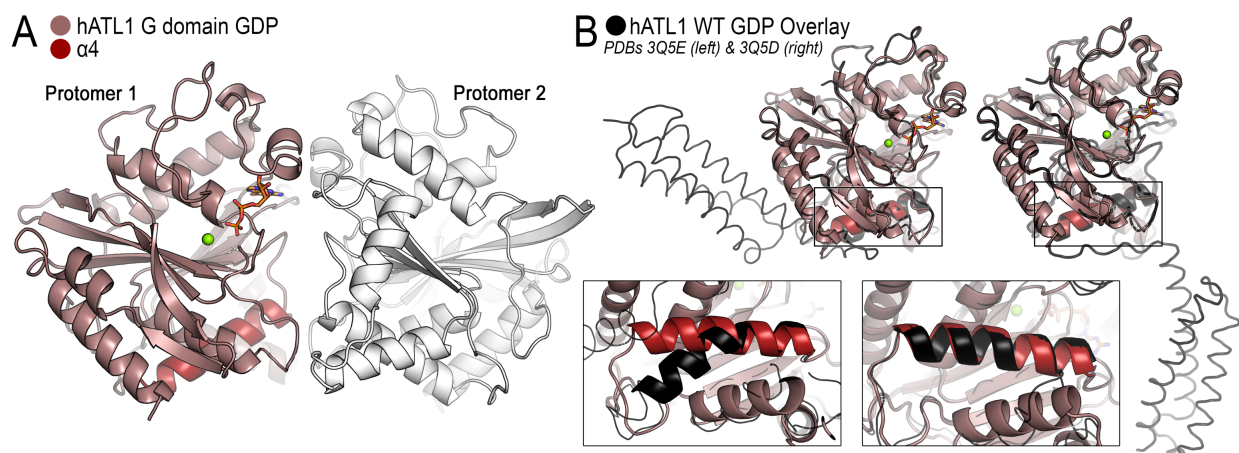 A
hATL1 G domain GDP
α4
Protomer 1
Protomer 2
B
hATL1 WT GDP Overlay
PDBs 3Q5E (left) & 3Q5D (right)